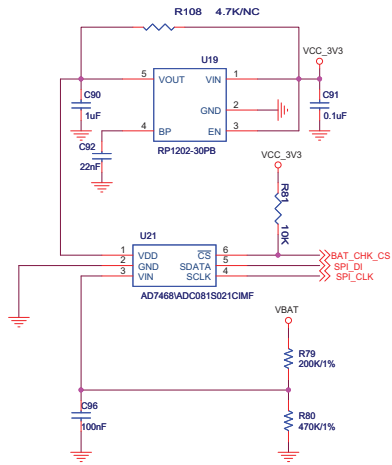 R108 4.7K/NC
U19
VCC_3V3
5 VOUT VIN 1
C90
1uF
GND 2
C91
0.1uF
4 BP EN 3
C92
22nF
RP1202-30PB
VCC_3V3
R81
10K
U21
1 VDD CS 6 BAT_CHK_CS
2 GND SDATA 5 SPI_DI
3 VIN SCLK 4 SPI_CLK
AD7468\ADC081S021CIMF
VBAT
R79
200K/1%
C96
100nF
R80
470K/1%